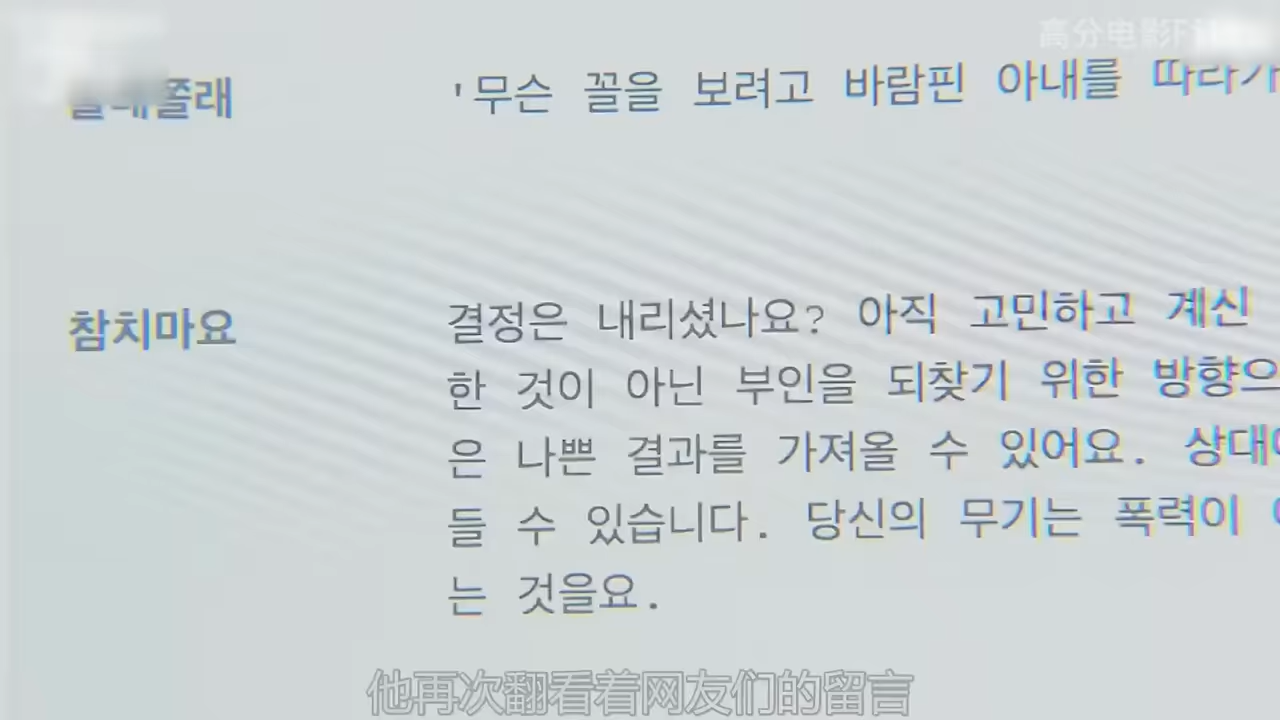 高分电影
'무슨 꼴을 보려고 바람핀 아내를 따라가
참치마요
결정은 내리셨나요? 아직 고민하고 계신
한 것이 아닌 부인을 되찾기 위한 방향으
은 나쁜 결과를 가져올 수 있어요. 상대
들 수 있습니다. 당신의 무기는 폭력이
는 것을요.
他再次翻看着网友们的留言